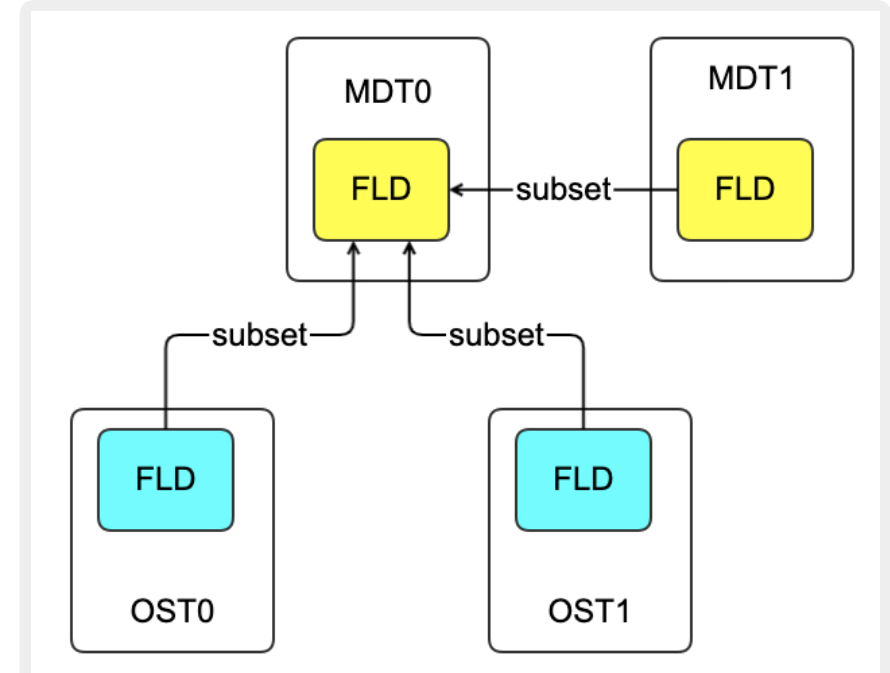 MDT0
MDT1
FLD
subset
FLD
subset
subset
FLD
FLD
OST0
OST1